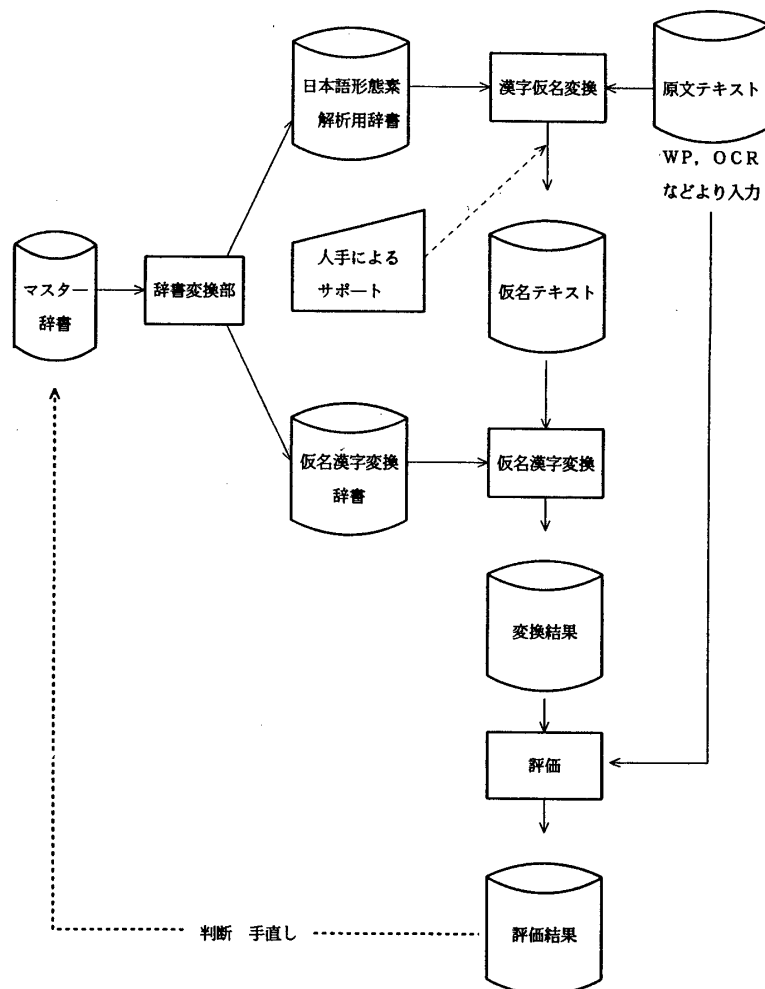 日本語形態素
解析用辞書
漢字仮名変換
原文テキスト
WP，OCR
などより入力
人手による
サポート
マスター
辞書
辞書変換部
仮名テキスト
仮名漢字変換
辞書
仮名漢字変換
変換結果
評価
判断　手直し
評価結果